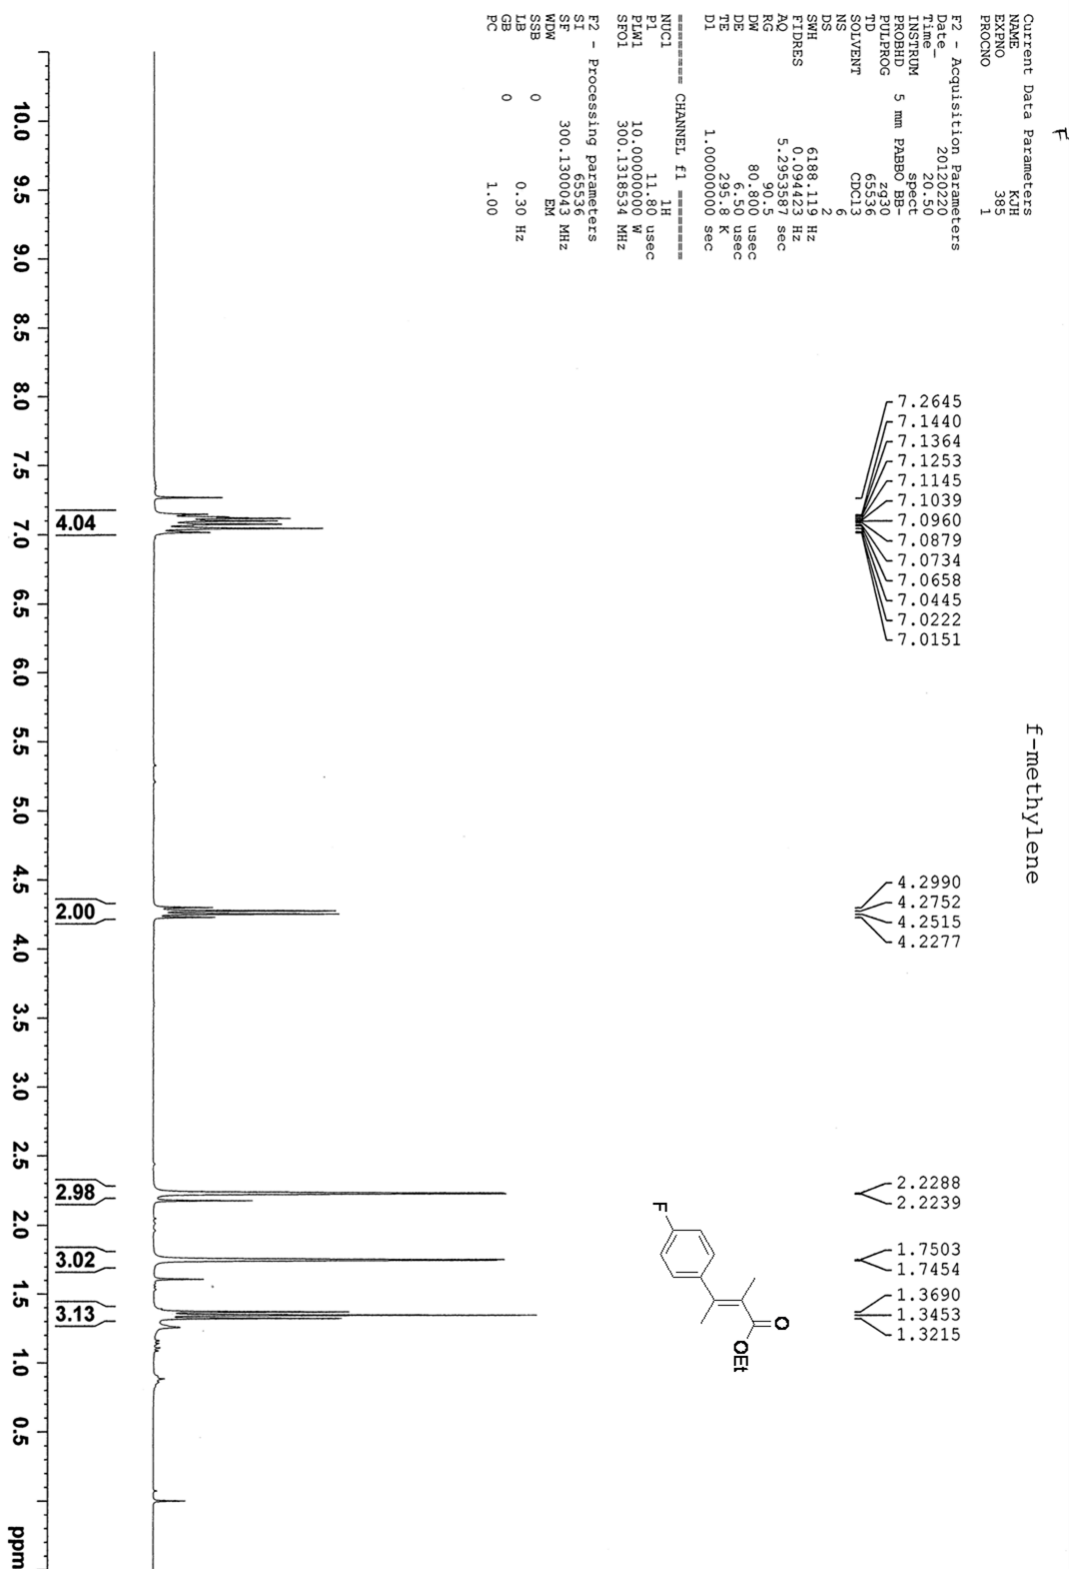 F
f-methylene
Current Data Parameters
NAME KJH
EXPNO 385
PROCNO 1
F2 - Acquisition Parameters
Date_ 20120220
Time 20.50
INSTRUM spect
PROBHD 5 mm PABBO BB-
PULPROG zg30
TD 65536
SOLVENT CDCl3
NS 6
DS 2
SWH 6188.119 Hz
FIDRES 0.094423 Hz
AQ 5.2953587 sec
RG 90.5
DW 80.800 usec
DE 6.50 usec
TE 295.8 K
D1 1.00000000 sec
======== CHANNEL f1 ========
NUC1 1H
P1 11.80 usec
PLW1 10.00000000 W
SFO1 300.1318534 MHz
F2 - Processing parameters
SI 65536
SF 300.1300043 MHz
WDW EM
SSB 0
LB 0.30 Hz
GB 0
PC 1.00
7.2645
7.1440
7.1364
7.1253
7.1145
7.1039
7.0960
7.0879
7.0734
7.0658
7.0445
7.0222
7.0151
4.2990
4.2752
4.2515
4.2277
2.2288
2.2239
1.7503
1.7454
1.3690
1.3453
1.3215
F
O
OEt
4.04
2.00
2.98
3.02
3.13
10.0 9.5 9.0 8.5 8.0 7.5 7.0 6.5 6.0 5.5 5.0 4.5 4.0 3.5 3.0 2.5 2.0 1.5 1.0 0.5 ppm